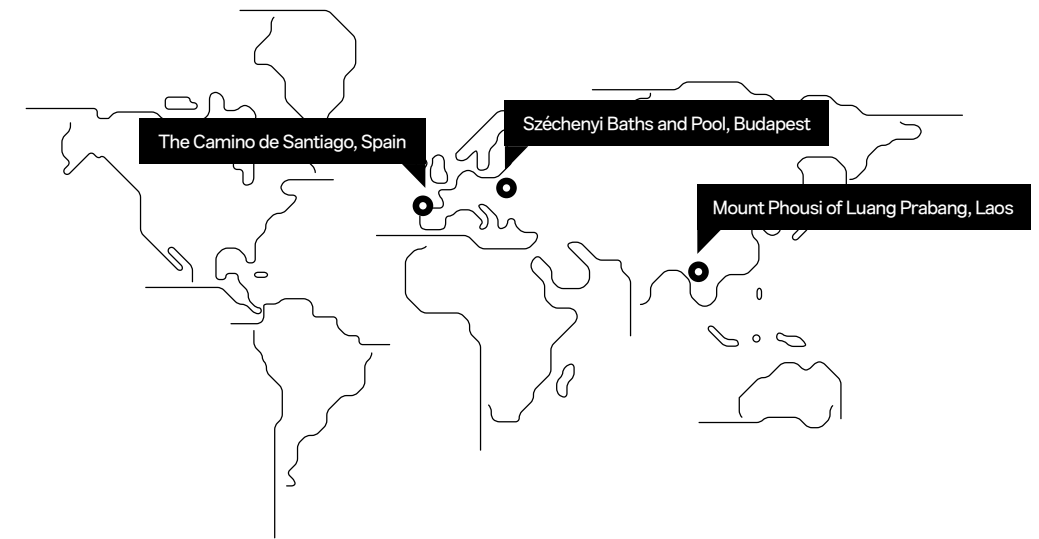 Széchenyi Baths and Pool, Budapest
The Camino de Santiago, Spain
Mount Phousi of Luang Prabang, Laos